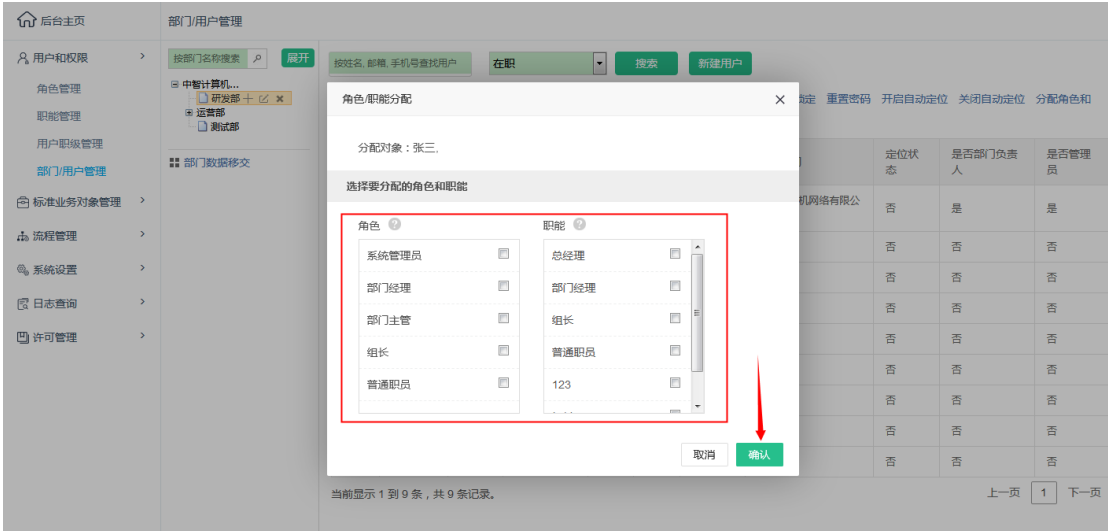 后台主页
部门/用户管理
用户和权限
角色管理
职能管理
用户职级管理
部门/用户管理
标准业务对象管理
流程管理
系统设置
日志查询
许可管理
按部门名称搜索
展开
中智计算机...
研发部
运营部
测试部
部门数据移交
按姓名, 邮箱, 手机号查找用户
在职
搜索
新建用户
重置密码 开启自动定位 关闭自动定位 分配角色和
定位状态
是否部门负责人
是否管理员
机网络有限公
否 是 是
否 否 否
否 否 否
否 否 否
否 否 否
否 否 否
否 否 否
否 否 否
否 否 否
角色/职能分配
分配对象：张三,
选择要分配的角色和职能
角色
系统管理员
部门经理
部门主管
组长
普通职员
职能
总经理
部门经理
组长
普通职员
123
取消
确认
当前显示 1 到 9 条，共 9 条记录。
上一页 1 下一页